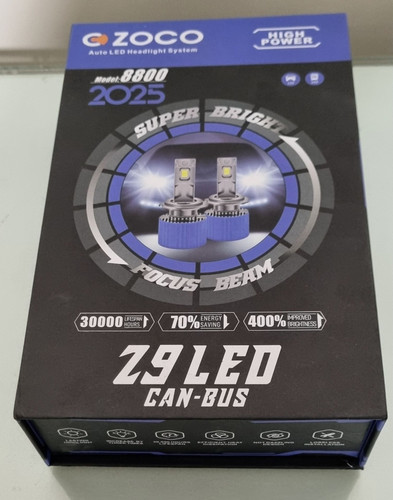 EZOCO
Auto LED Headlight System
HIGH
POWER
Model: 8800
2025
SUPER BRIGHT
FOCUS BEAM
30000 LIFESPAN HOURS
70% ENERGY SAVING
400% IMPROVED BRIGHTNESS
Z9 LED
CAN-BUS